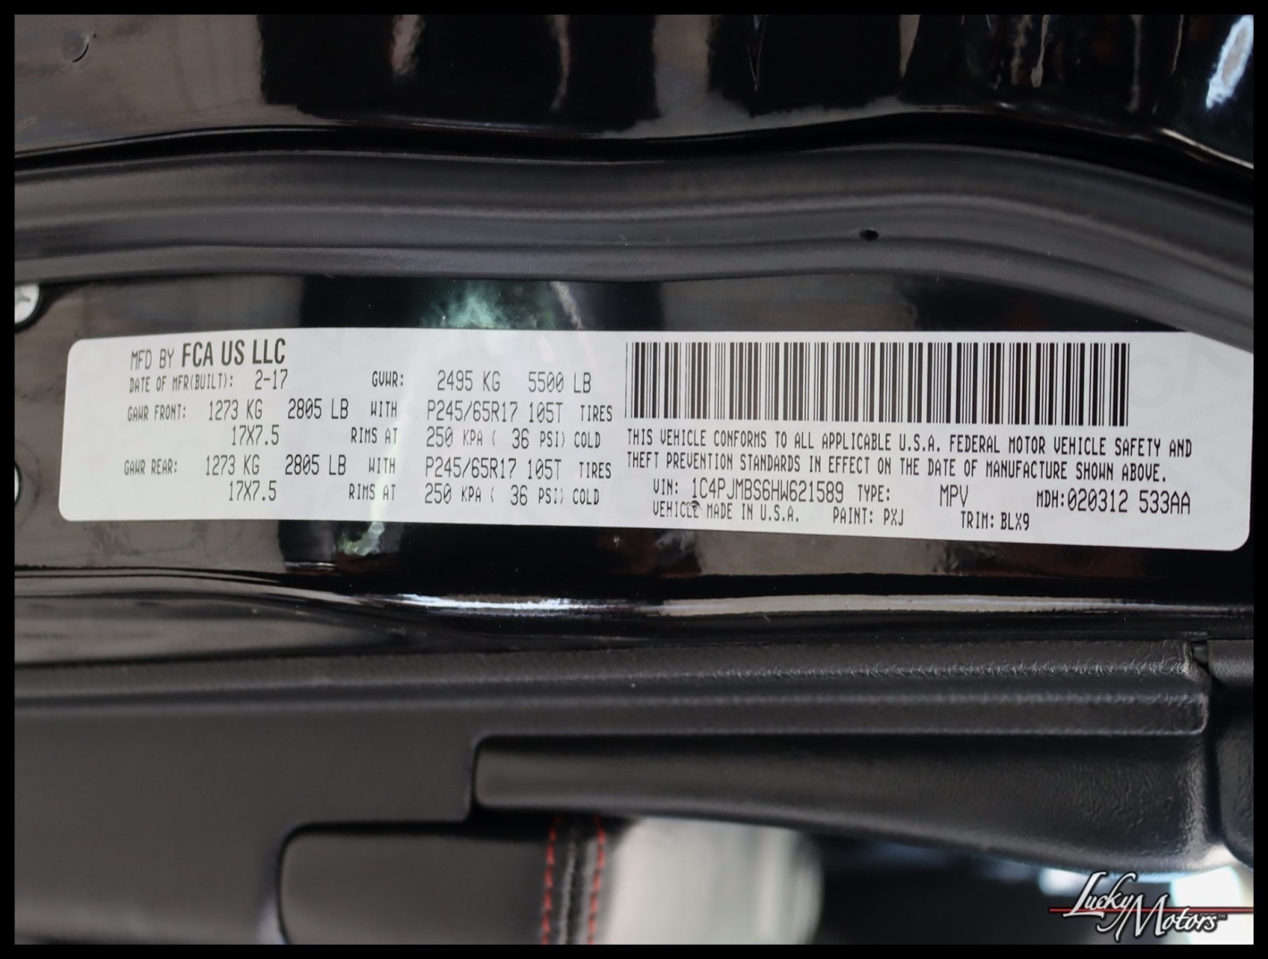 MFD BY FCA US LLC
DATE OF MFR(BUILT): 2-17 GVWR: 2495 KG 5500 LB
GAWR FRONT: 1273 KG 2805 LB WITH P245/65R17 105T TIRES
17X7.5 RIMS AT 250 KPA ( 36 PSI) COLD
GAWR REAR: 1273 KG 2805 LB WITH P245/65R17 105T TIRES
17X7.5 RIMS AT 250 KPA ( 36 PSI) COLD
THIS VEHICLE CONFORMS TO ALL APPLICABLE U.S.A. FEDERAL MOTOR VEHICLE SAFETY AND
THEFT PREVENTION STANDARDS IN EFFECT ON THE DATE OF MANUFACTURE SHOWN ABOVE.
VIN: 1C4PJMBS6HW621589 TYPE: MPV MDH:020312 533AA
VEHICLE MADE IN U.S.A. PAINT: PXJ TRIM: BLX9
Lucky Motors